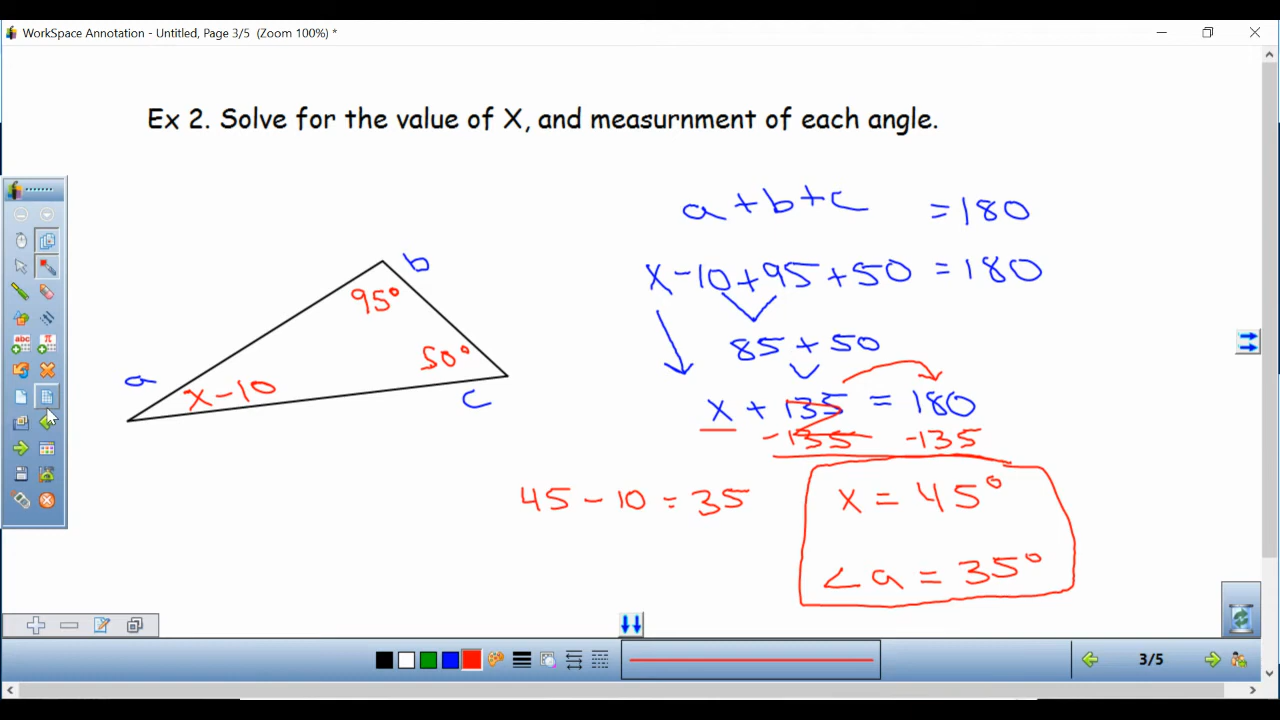 WorkSpace Annotation - Untitled, Page 3/5 (Zoom 100%) *
Ex 2. Solve for the value of X, and measurnment of each angle.
a + b + c = 180
x - 10 + 95 + 50 = 180
85 + 50
x + 135 = 180
-135 -135
45 - 10 = 35
x = 45°
∠a = 35°
b
95°
50°
a
x - 10
c
abc
π
3/5